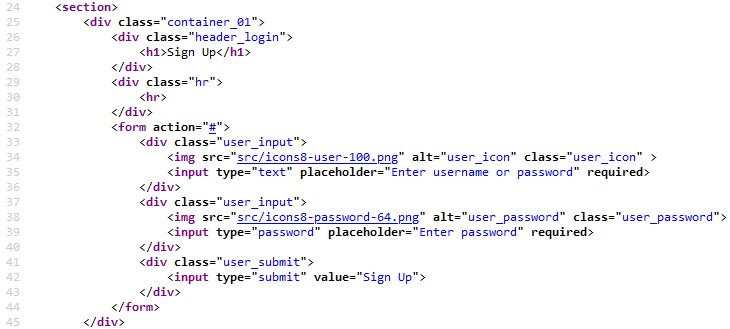 24 <section>
25 <div class="container_01">
26 <div class="header_login">
27 <h1>Sign Up</h1>
28 </div>
29 <div class="hr">
30 <hr>
31 </div>
32 <form action="#">
33 <div class="user_input">
34 <img src="src/icons8-user-100.png" alt="user_icon" class="user_icon" >
35 <input type="text" placeholder="Enter username or password" required>
36 </div>
37 <div class="user_input">
38 <img src="src/icons8-password-64.png" alt="user_password" class="user_password">
39 <input type="password" placeholder="Enter password" required>
40 </div>
41 <div class="user_submit">
42 <input type="submit" value="Sign Up">
43 </div>
44 </form>
45 </div>